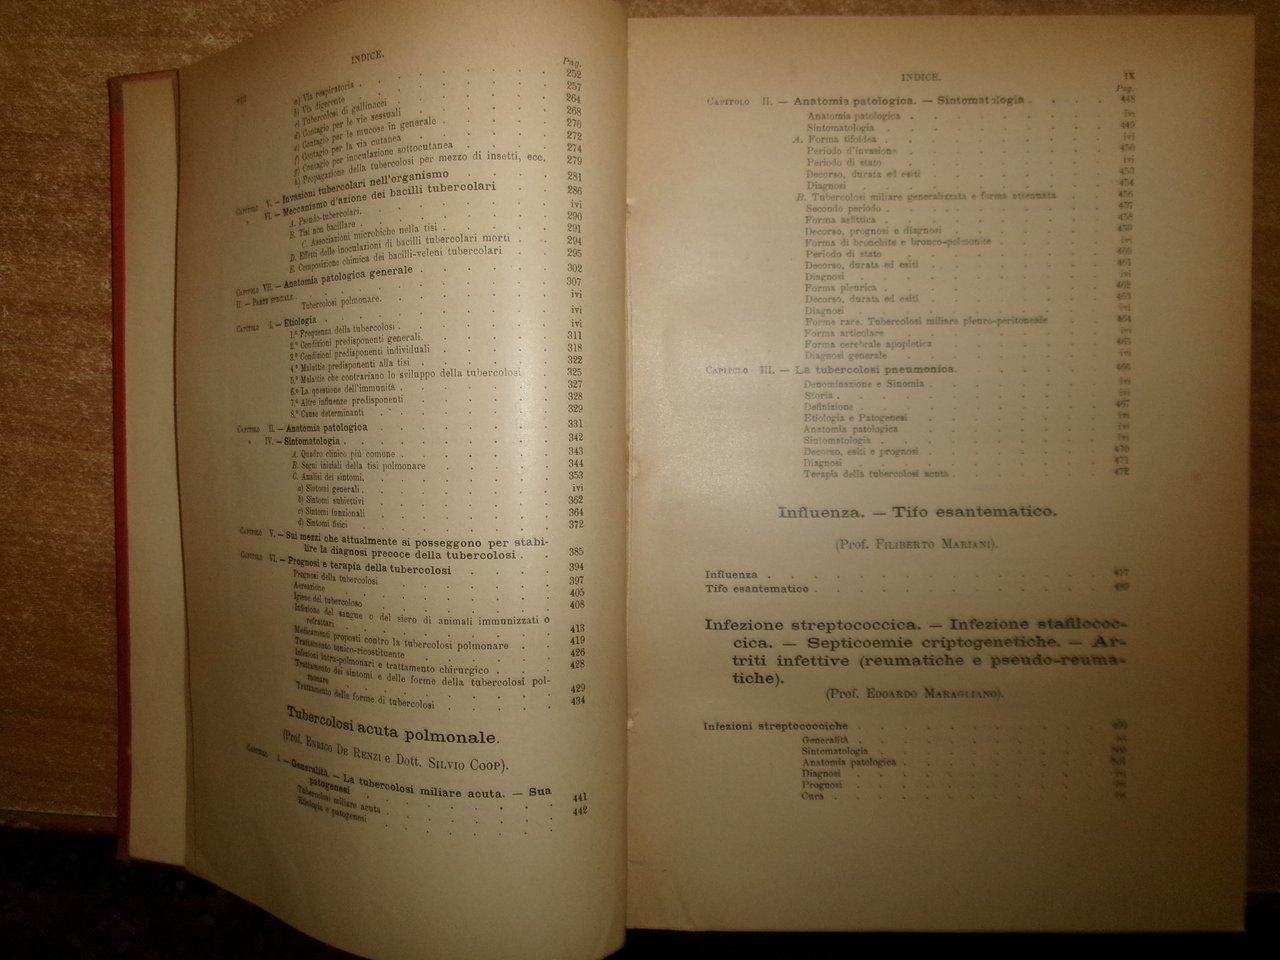 VIII
INDICE.
Pag.
a) Via respiratoria . 252
b) Via digerente 257
c) Tubercolosi di gallinacei 264
d) Contagio per le vie sessuali 268
e) Contagio per le mucose in generale 270
f) Contagio per la via cutanea 272
g) Contagio per inoculazione sottocutanea 274
h) Propagazione della tubercolosi per mezzo di insetti, ecc. 279
CAPITOLO V. — Invasioni tubercolari nell'organismo 281
VI. — Meccanismo d'azione dei bacilli tubercolari 286
A. Pseudo-tubercolari. ivi
B. Tisi non bacillare . 290
C. Associazioni microbiche nella tisi 291
D. Effetti delle inoculazioni di bacilli tubercolari morti 294
E. Composizione chimica dei bacilli-veleni tubercolari 295
CAPITOLO VII. — Anatomia patologica generale 302
II. — PARTE SPECIALE 307
Tubercolosi polmonare. ivi
CAPITOLO I. — Etiologia ivi
1.º Frequenza della tubercolosi . ivi
2.º Condizioni predisponenti generali. 311
3.º Condizioni predisponenti individuali 318
4.º Malattie predisponenti alla tisi 322
5.º Malattie che contrariano lo sviluppo della tubercolosi 325
6.º La questione dell'immunità . 327
7.º Altre influenze predisponenti 328
8.º Cause determinanti 329
CAPITOLO II. — Anatomia patologica 331
» IV. — Sintomatologia . 342
A. Quadro clinico più comune . 343
B. Segni iniziali della tisi polmonare 344
C. Analisi dei sintomi. 353
a) Sintomi generali . ivi
b) Sintomi subiettivi 362
c) Sintomi funzionali 364
d) Sintomi fisici 372
CAPITOLO V. — Sui mezzi che attualmente si posseggono per stabi-
lire la diagnosi precoce della tubercolosi . 385
CAPITOLO VI. — Prognosi e terapia della tubercolosi 394
Prognosi della tubercolosi 397
Aereazione 405
Igiene del tubercoloso 408
Infezione del sangue o del siero di animali immunizzati o
refrattari 413
Medicamenti proposti contro la tubercolosi polmonare 419
Trattamento tonico-ricostituente 426
Infezioni intra-polmonari e trattamento chirurgico . 428
Trattamento dei sintomi e delle forme della tubercolosi pol-
monare 429
Trattamento delle forme di tubercolosi 434
Tubercolosi acuta polmonale.
(Prof. ENRICO DE RENZI e Dott. SILVIO COOP).
CAPITOLO I. — Generalità. — La tubercolosi miliare acuta. — Sua
patogenesi 441
Tubercolosi miliare acuta 442
Etiologia e patogenesi
INDICE. IX
Pag.
CAPITOLO II. — Anatomia patologica. — Sintomatologia . 448
Anatomia patologica . ivi
Sintomatologia 449
A. Forma tifoidea ivi
Periodo d'invasione 450
Periodo di stato ivi
Decorso, durata ed esiti 453
Diagnosi 454
B. Tubercolosi miliare generalizzata e forma attenuata 456
Secondo periodo 457
Forma asfittica 458
Decorso, prognosi e diagnosi 459
Forma di bronchite e bronco-polmonite ivi
Periodo di stato 460
Decorso, durata ed esiti 461
Diagnosi ivi
Forma pleurica . 462
Decorso, durata ed esiti 463
Diagnosi ivi
Forme rare. Tubercolosi miliare pleuro-peritoneale 464
Forma articolare ivi
Forma cerebrale apopletica 465
Diagnosi generale ivi
CAPITOLO III. — La tubercolosi pneumonica. 466
Denominazione e Sinomia . ivi
Storia . ivi
Definizione 467
Etiologia e Patogenesi ivi
Anatomia patologica ivi
Sintomatologia ivi
Decorso, esiti e prognosi 470
Diagnosi 471
Terapia della tubercolosi acuta . 472
Influenza. — Tifo esantematico.
(Prof. FILIBERTO MARIANI).
Influenza
Tifo esantematico
Infezione streptococcica. — Infezione stafilococ-
cica. — Septicoemie criptogenetiche. — Ar-
triti infettive (reumatiche e pseudo-reuma-
tiche).
(Prof. EDOARDO MARAGLIANO).
Infezioni streptococciche
Generalità
Sintomatologia
Anatomia patologica
Diagnosi
Prognosi
Cura